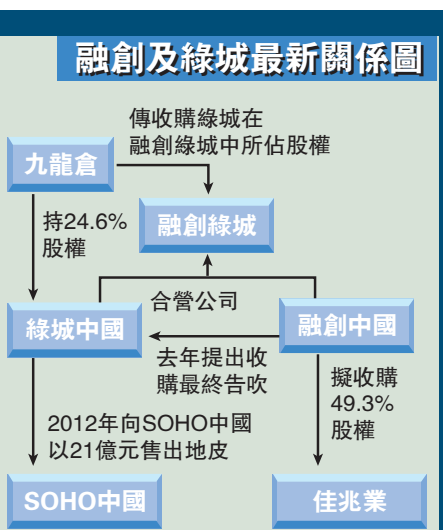 融創及綠城最新關係圖
傳收購綠城在
融創綠城中所佔股權
九龍倉
持24.6%
股權
融創綠城
合營公司
綠城中國
融創中國
去年提出收
購最終告吹
擬收購
49.3%
股權
2012年向SOHO中國
以21億元售出地皮
SOHO中國
佳兆業